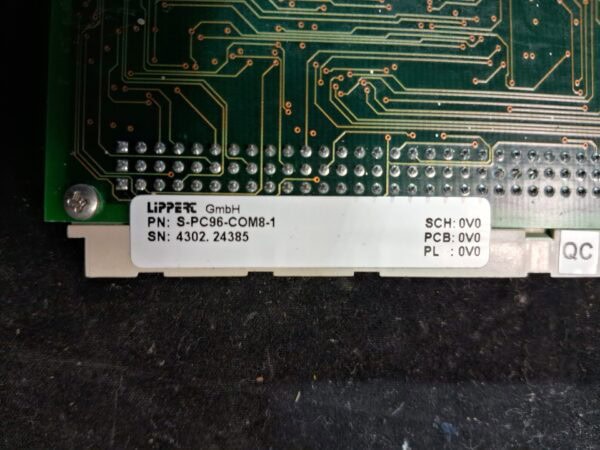 LIPPERT GmbH
PN: S-PC96-COM8-1
SN: 4302. 24385
SCH: 0V0
PCB: 0V0
PL : 0V0
QC